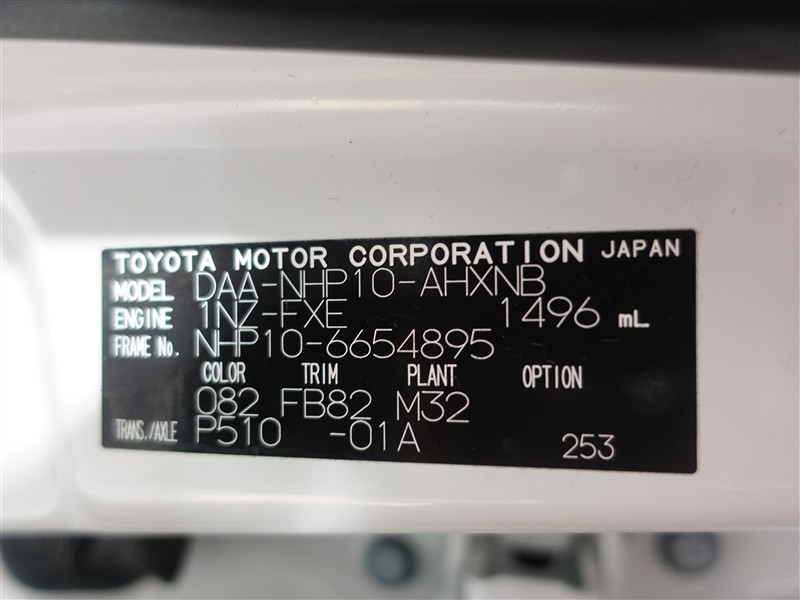 TOYOTA MOTOR CORPORATION JAPAN
MODEL DAA-NHP10-AHXNB
ENGINE 1NZ-FXE 1496 mL
FRAME No. NHP10-6654895
COLOR TRIM PLANT OPTION
082 FB82 M32
TRANS./AXLE P510 -01A 253